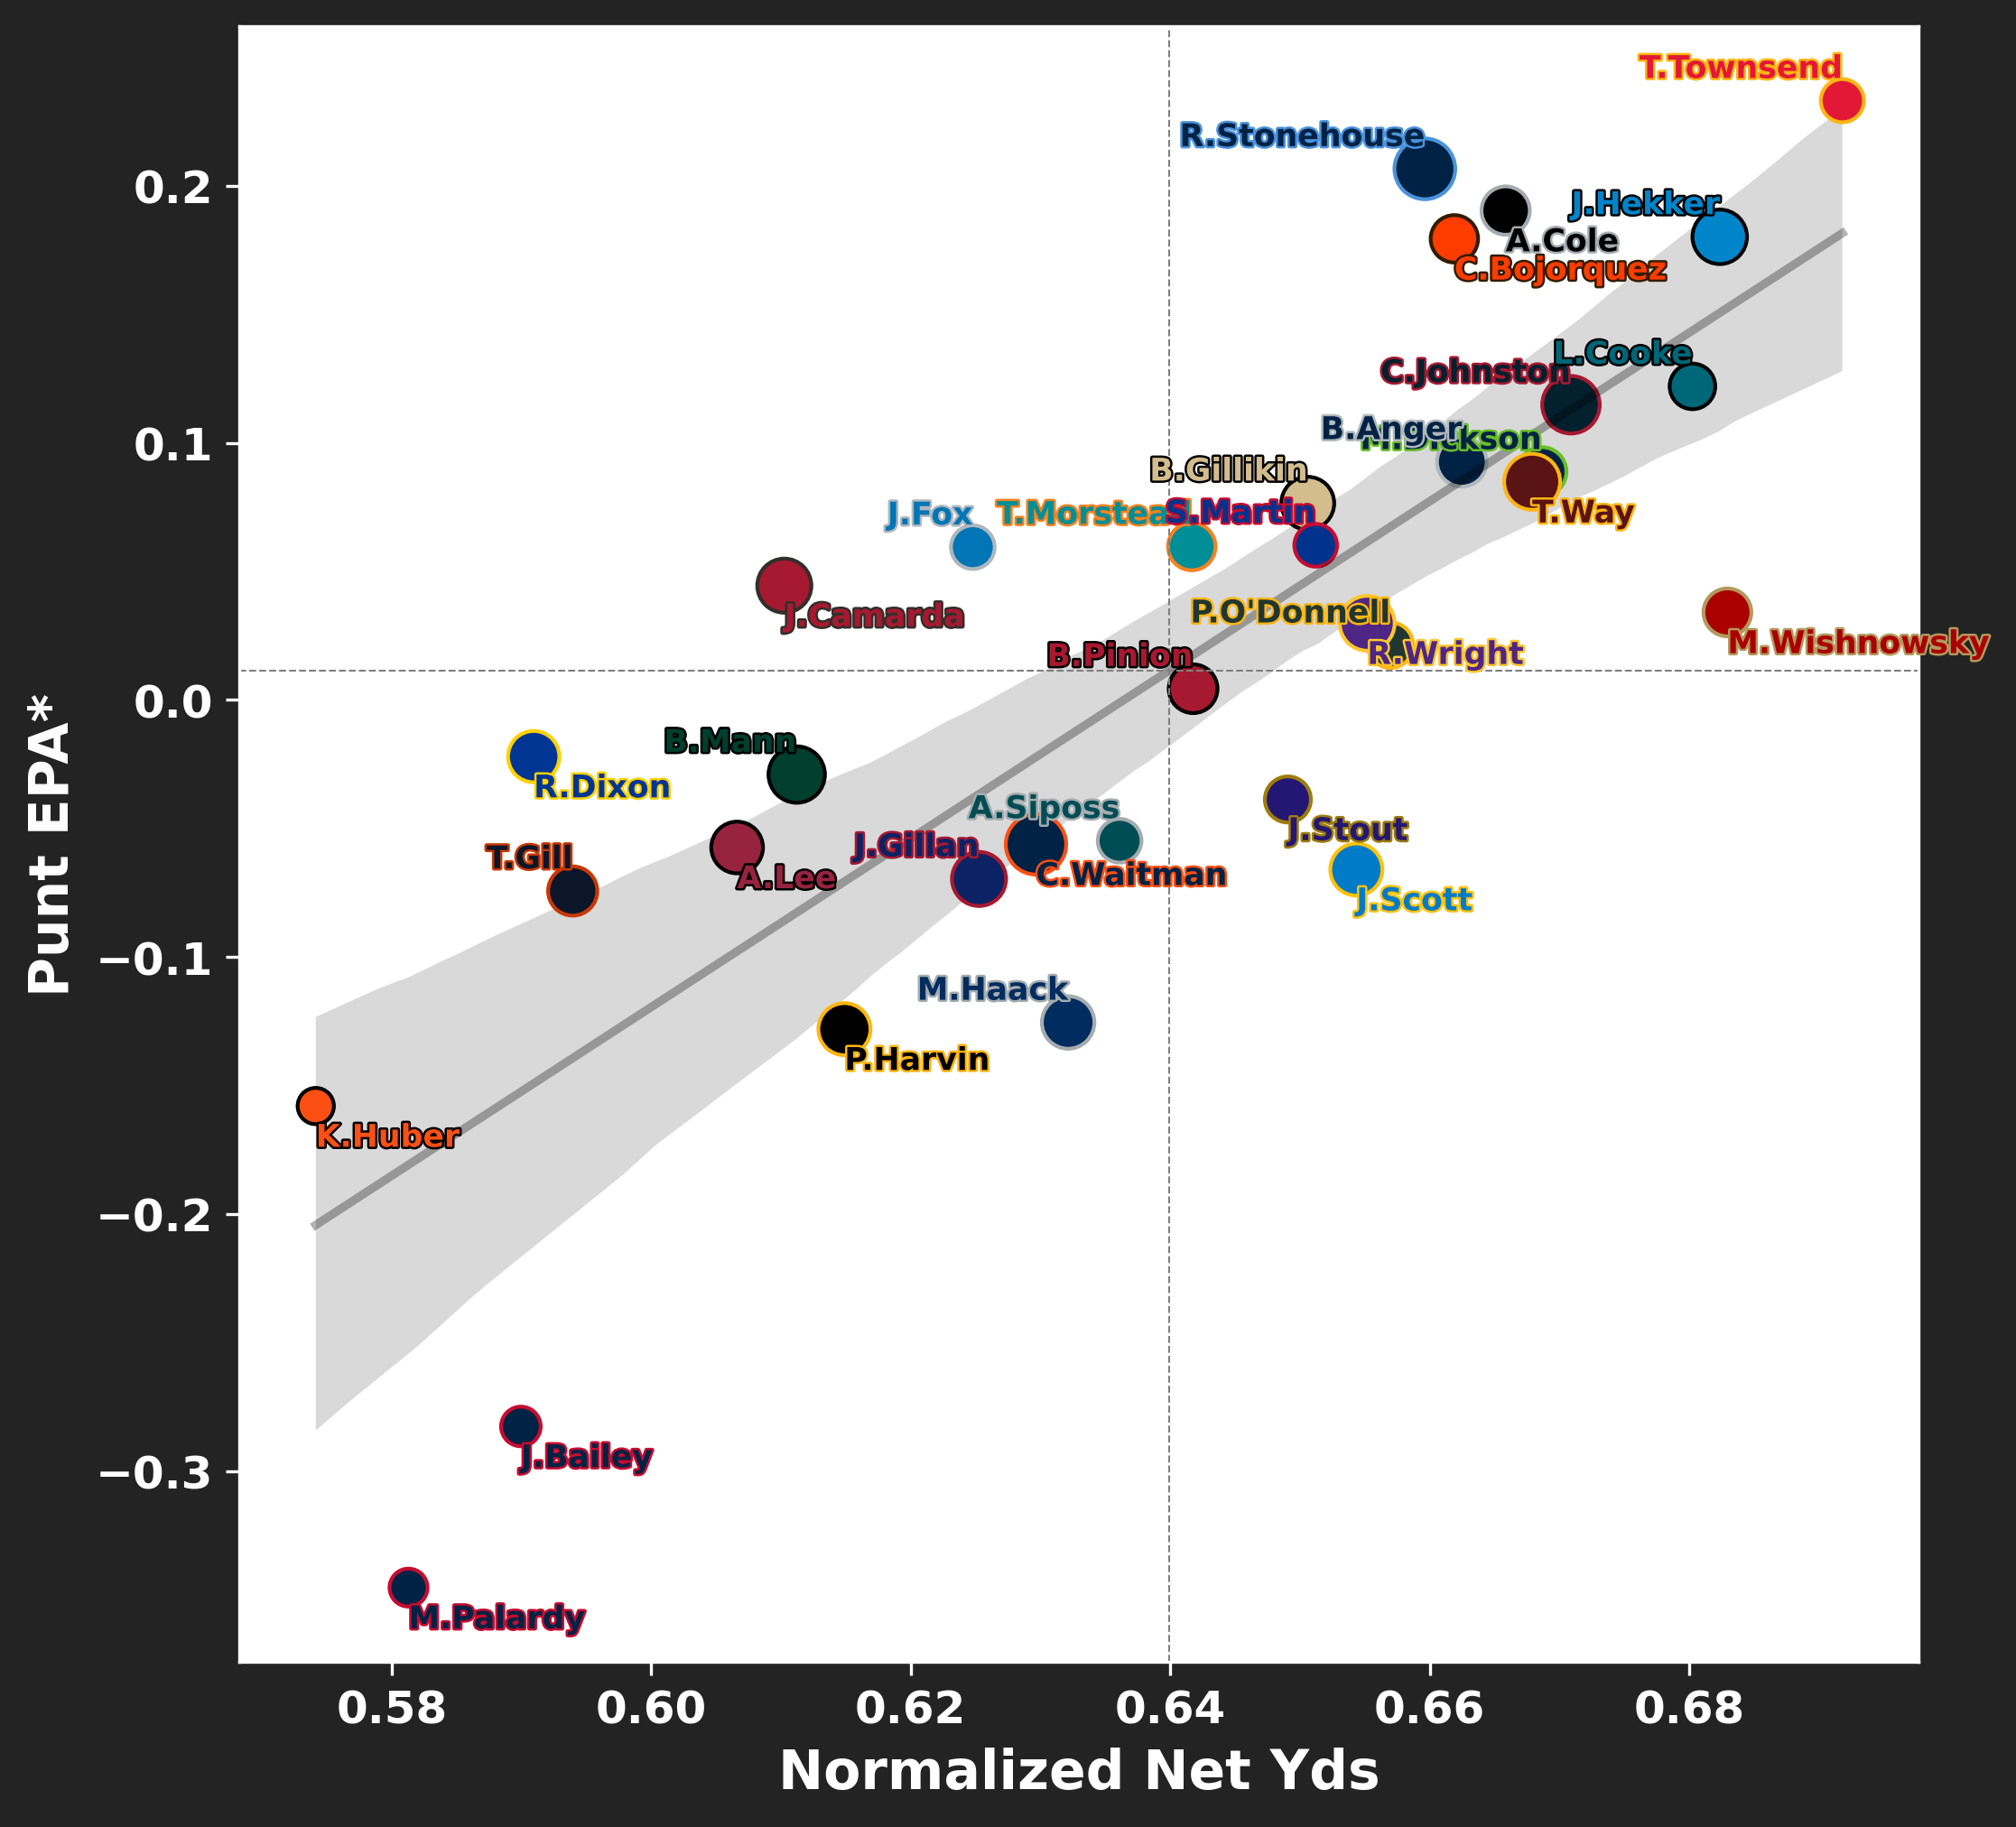 T.Townsend
R.Stonehouse
0.2
J.Hekker
A.Cole
C.Bojorquez
L.Cooke
C.Johnston
B.Anger
0.1
B.Gillikin
J.Fox
S.Martin
T.Way
P.O'Donnell
J.Camarda
M.Wishnowsky
R.Wright
B.Pinion
0.0
B.Mann
R.Dixon
Punt EPA*
A.Siposs
J.Stout
J.Gillan
T.Gill
A.Lee
C.Waitman
J.Scott
−0.1
M.Haack
P.Harvin
K.Huber
−0.2
J.Bailey
−0.3
M.Palardy
0.58 0.60 0.62 0.64 0.66 0.68
Normalized Net Yds